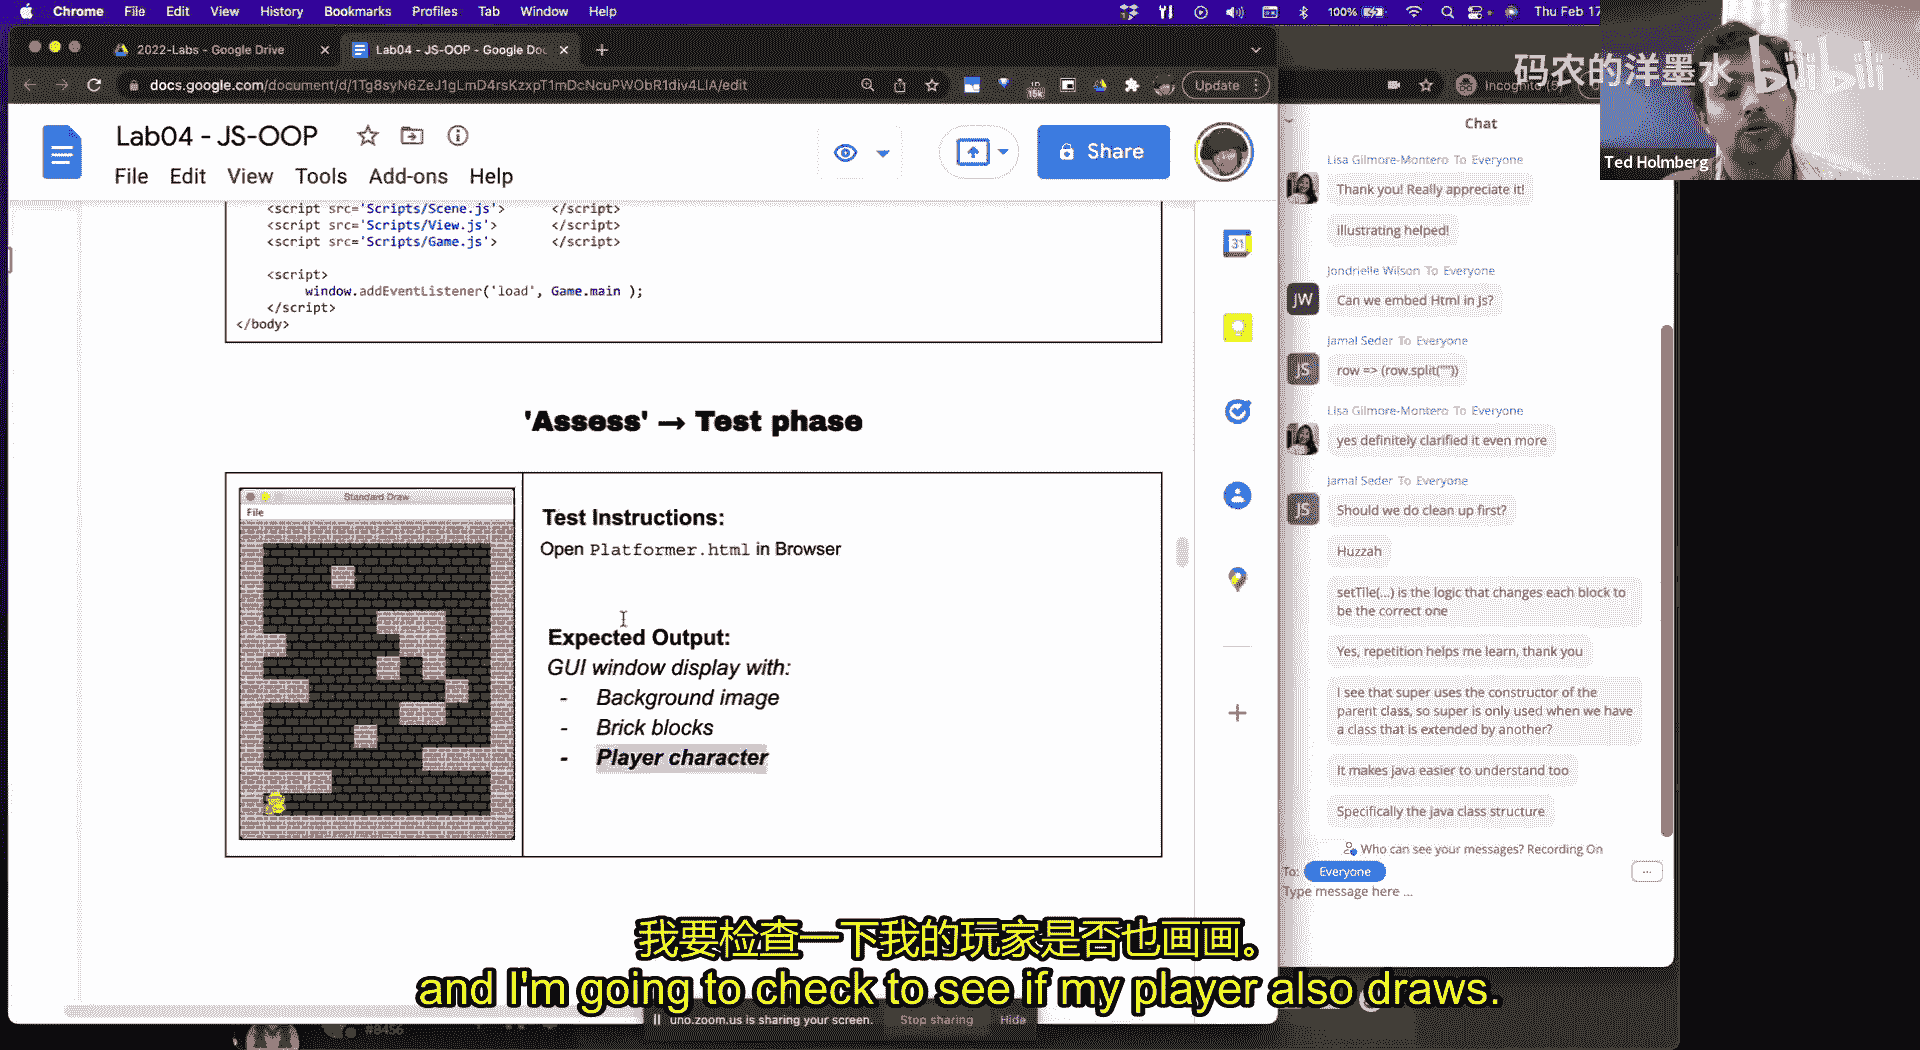 Chrome File Edit View History Bookmarks Profiles Tab Window Help
100%
Thu Feb 17
2022-Labs - Google Drive
Lab04 - JS-OOP - Google Doc
docs.google.com/document/d/1Tg8syN6ZeJ1gLmD4rsKzxpT1mDcNcuPWObR1div4LlA/edit
Update
Incognito (5)
码农的洋墨水 bilibili
Ted Holmberg
Lab04 - JS-OOP
File Edit View Tools Add-ons Help
Share
<script src='Scripts/Scene.js'> </script>
<script src='Scripts/View.js'> </script>
<script src='Scripts/Game.js'> </script>
<script>
window.addEventListener('load', Game.main );
</script>
</body>
'Assess' → Test phase
Standard Draw
File
Test Instructions:
Open Platformer.html in Browser
Expected Output:
GUI window display with:
- Background image
- Brick blocks
- Player character
31
Chat
Lisa Gilmore-Montero To Everyone
Thank you! Really appreciate it!
illustrating helped!
Jondrielle Wilson To Everyone
JW
Can we embed Html in Js?
Jamal Seder To Everyone
JS
row => (row.split(""))
Lisa Gilmore-Montero To Everyone
yes definitely clarified it even more
Jamal Seder To Everyone
JS
Should we do clean up first?
Huzzah
setTile(...) is the logic that changes each block to
be the correct one
Yes, repetition helps me learn, thank you
I see that super uses the constructor of the
parent class, so super is only used when we have
a class that is extended by another?
It makes java easier to understand too
Specifically the java class structure
Who can see your messages? Recording On
To: Everyone
...
Type message here ...
我要检查一下我的玩家是否也画画。
and I'm going to check to see if my player also draws.
#8456
uno.zoom.us is sharing your screen. Stop sharing Hide